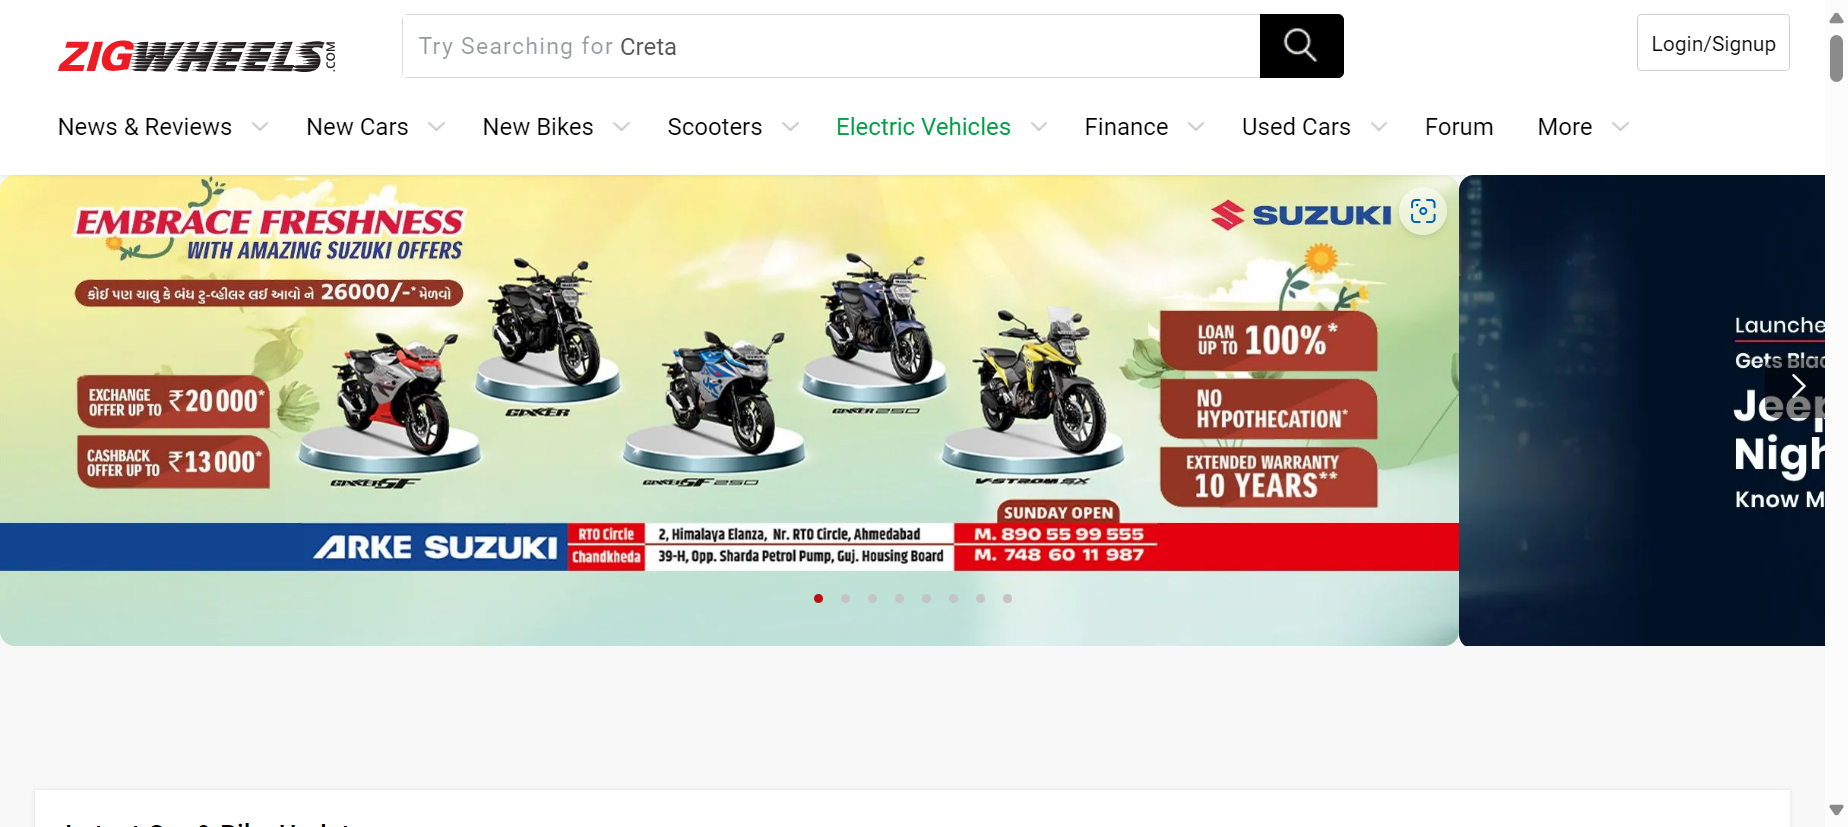 ZIGWHEELS.COM
Try Searching for Creta
Login/Signup
News & Reviews
New Cars
New Bikes
Scooters
Electric Vehicles
Finance
Used Cars
Forum
More
EMBRACE FRESHNESS
WITH AMAZING SUZUKI OFFERS
કોઈ પણ ચાલુ કે બંધ ટુ-વ્હીલર લઈ આવો ને 26000/-* મેળવો
EXCHANGE
OFFER UP TO ₹20000*
CASHBACK
OFFER UP TO ₹13000*
GIXXER SF
GIXXER
GIXXER SF 250
GIXXER 250
V-STROM SX
SUZUKI
LOAN
UP TO 100%*
NO
HYPOTHECATION*
EXTENDED WARRANTY
10 YEARS**
SUNDAY OPEN
ARKE SUZUKI
RTO Circle
2, Himalaya Elanza, Nr. RTO Circle, Ahmedabad
M. 890 55 99 555
Chandkheda
39-H, Opp. Sharda Petrol Pump, Guj. Housing Board
M. 748 60 11 987
Launche
Gets Blac
Jeep
Nigh
Know M